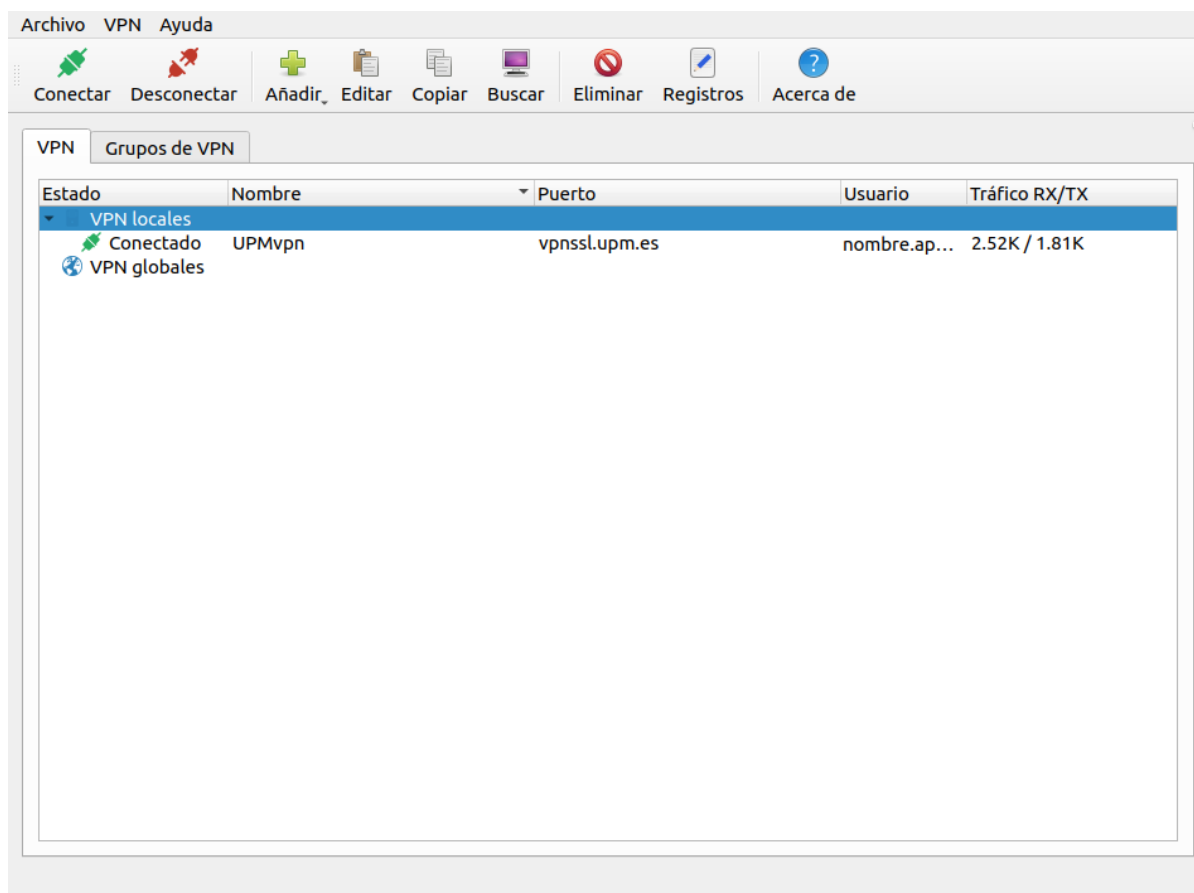 Archivo VPN Ayuda
Conectar Desconectar Añadir Editar Copiar Buscar Eliminar Registros Acerca de
VPN Grupos de VPN
Estado Nombre Puerto Usuario Tráfico RX/TX
VPN locales
Conectado UPMvpn vpnssl.upm.es nombre.ap... 2.52K / 1.81K
VPN globales